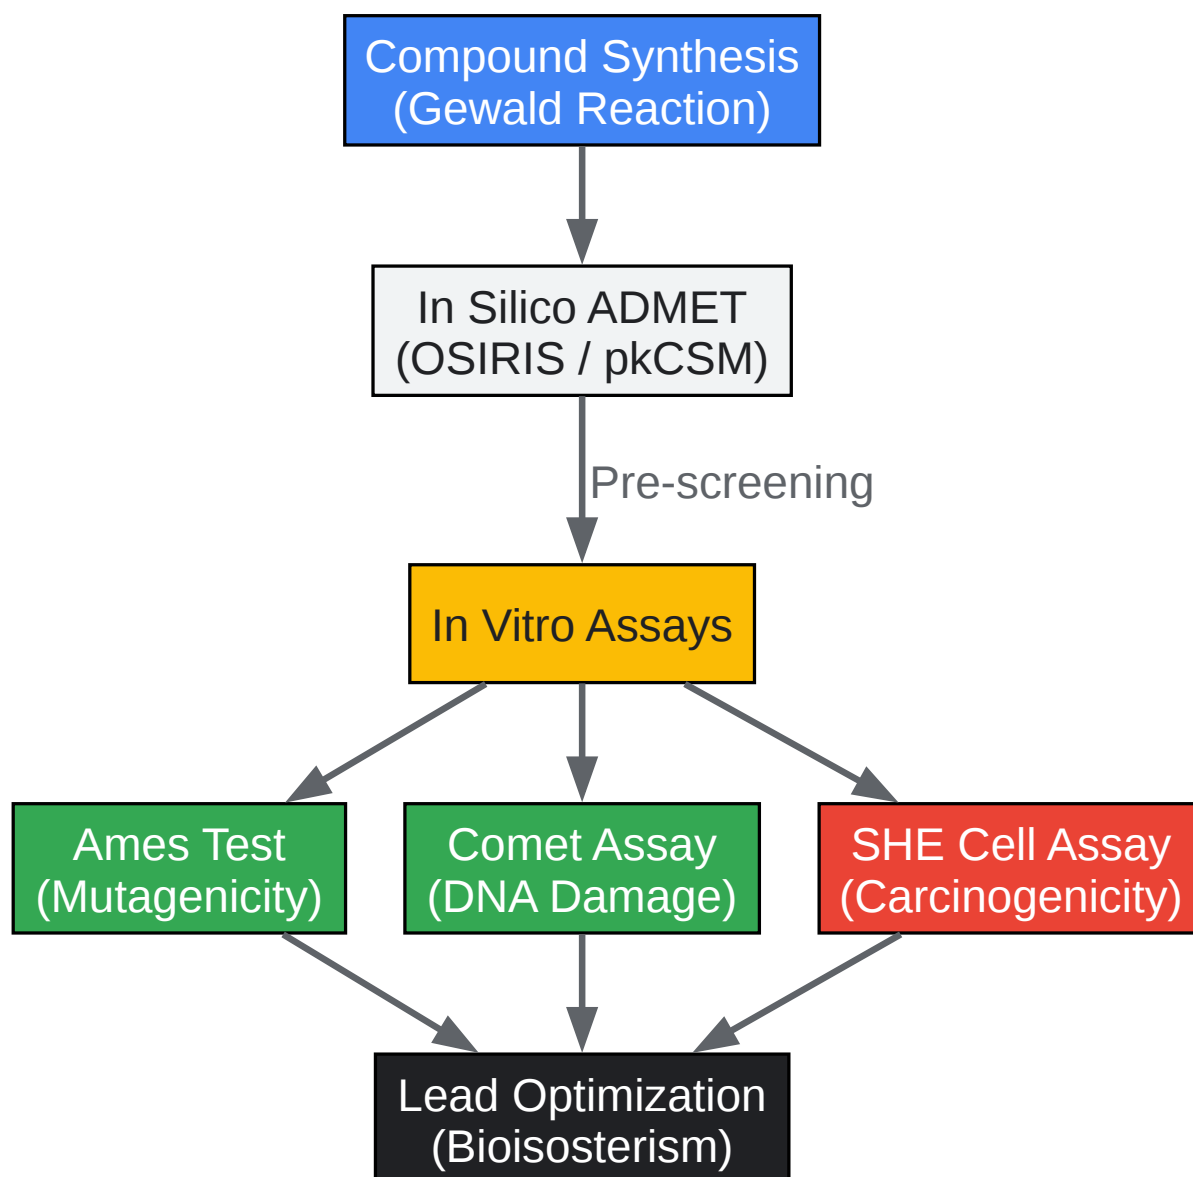 Compound Synthesis
(Gewald Reaction)
In Silico ADMET
(OSIRIS / pkCSM)
Pre-screening
In Vitro Assays
Ames Test
(Mutagenicity)
Comet Assay
(DNA Damage)
SHE Cell Assay
(Carcinogenicity)
Lead Optimization
(Bioisosterism)